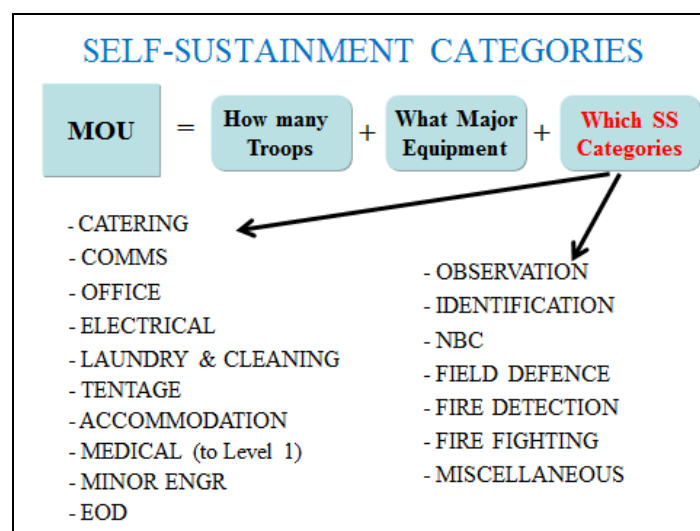 SELF-SUSTAINMENT CATEGORIES
MOU = How many Troops + What Major Equipment + Which SS Categories
- CATERING
- COMMS
- OFFICE
- ELECTRICAL
- LAUNDRY & CLEANING
- TENTAGE
- ACCOMMODATION
- MEDICAL (to Level 1)
- MINOR ENGR
- EOD
- OBSERVATION
- IDENTIFICATION
- NBC
- FIELD DEFENCE
- FIRE DETECTION
- FIRE FIGHTING
- MISCELLANEOUS